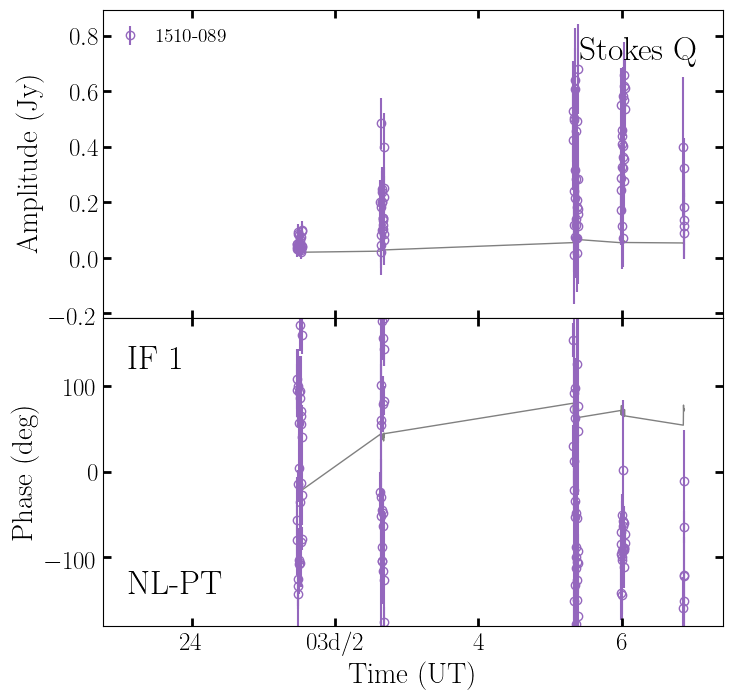 1510-089
Stokes Q
Amplitude (Jy)
0.8
0.6
0.4
0.2
0.0
−0.2
IF 1
NL-PT
Phase (deg)
100
0
−100
24
03d/2
4
6
Time (UT)